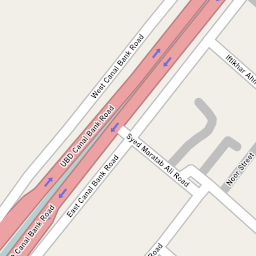 West Canal Bank Road
Iftikhar Ahm
UBD Canal Bank Road
Syed Maratab Ali Road
Noor Street
East Canal Bank Road
Canal Bank Road